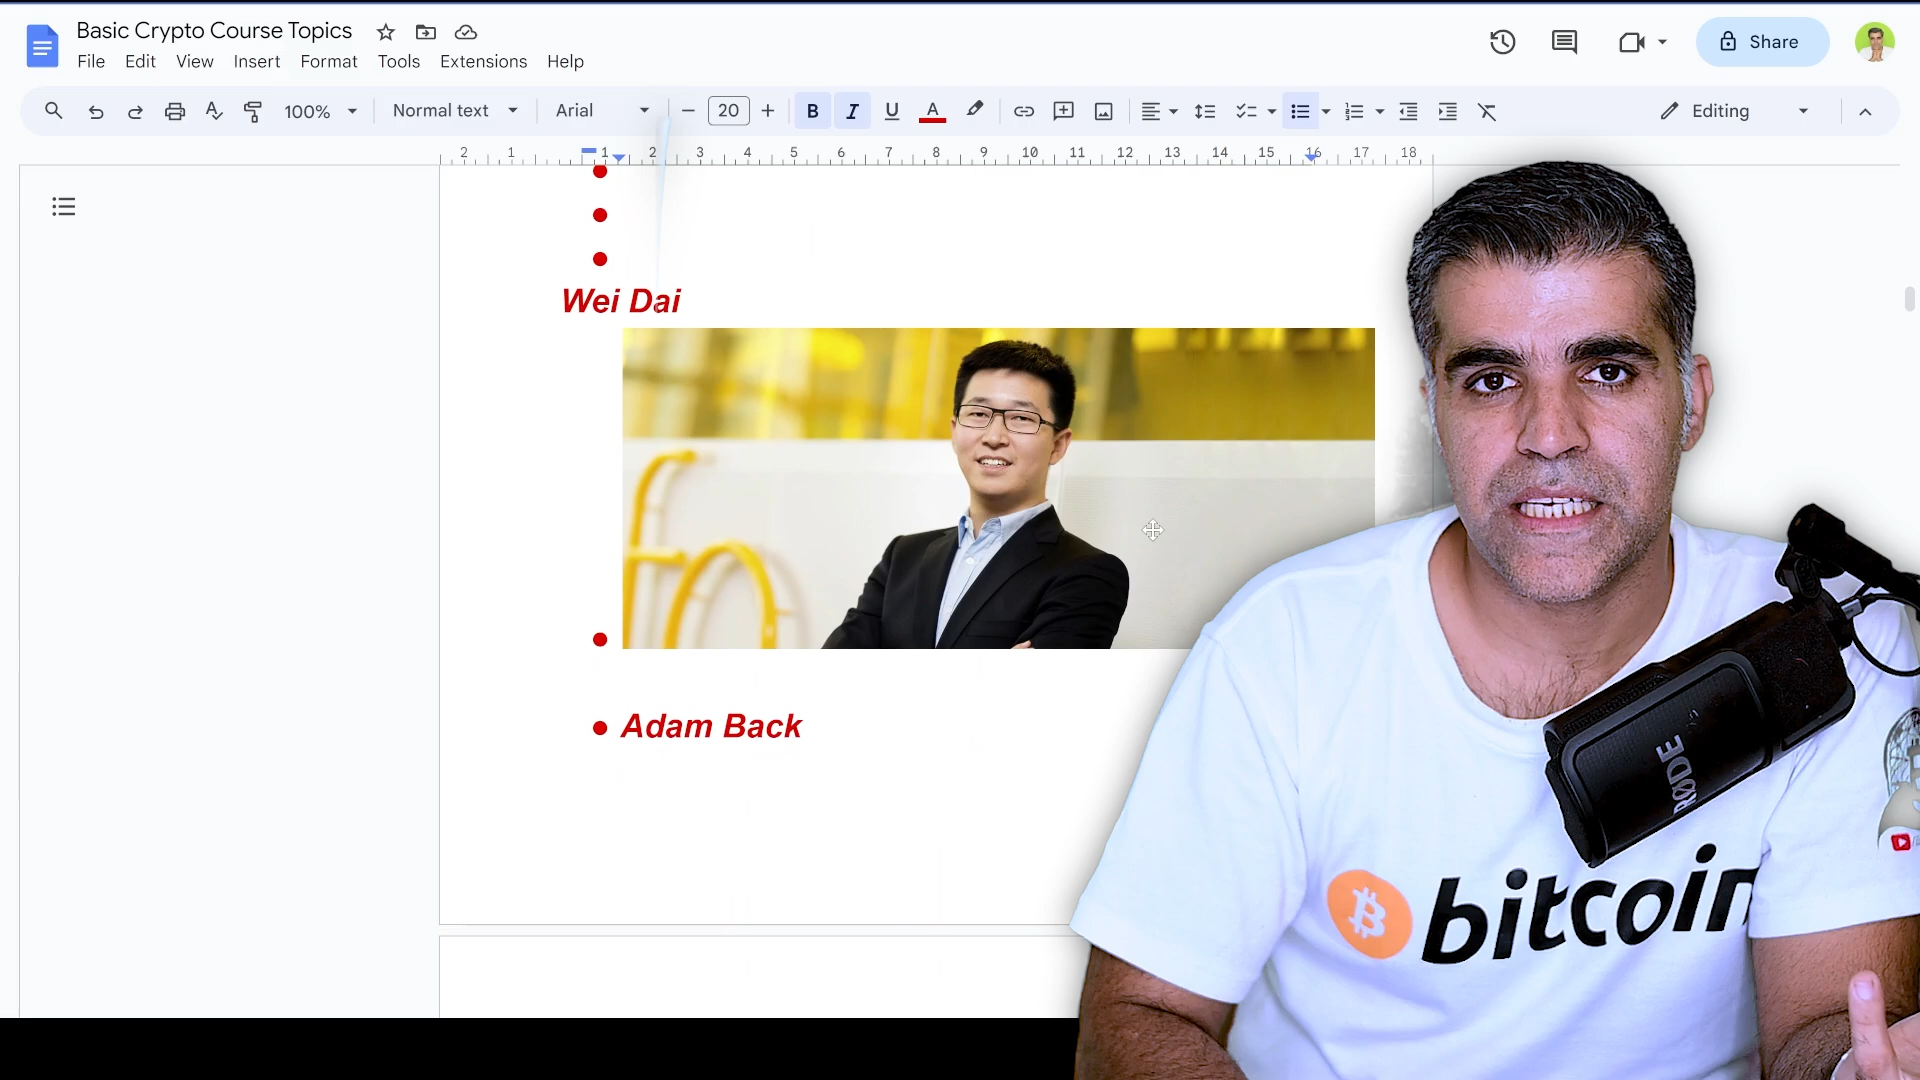 Basic Crypto Course Topics
File Edit View Insert Format Tools Extensions Help
Share
100% Normal text Arial 20 B I U A Editing
2 1 1 2 3 4 5 6 7 8 9 10 11 12 13 14 15 16 17 18
Wei Dai
Adam Back
RØDE
bitcoin